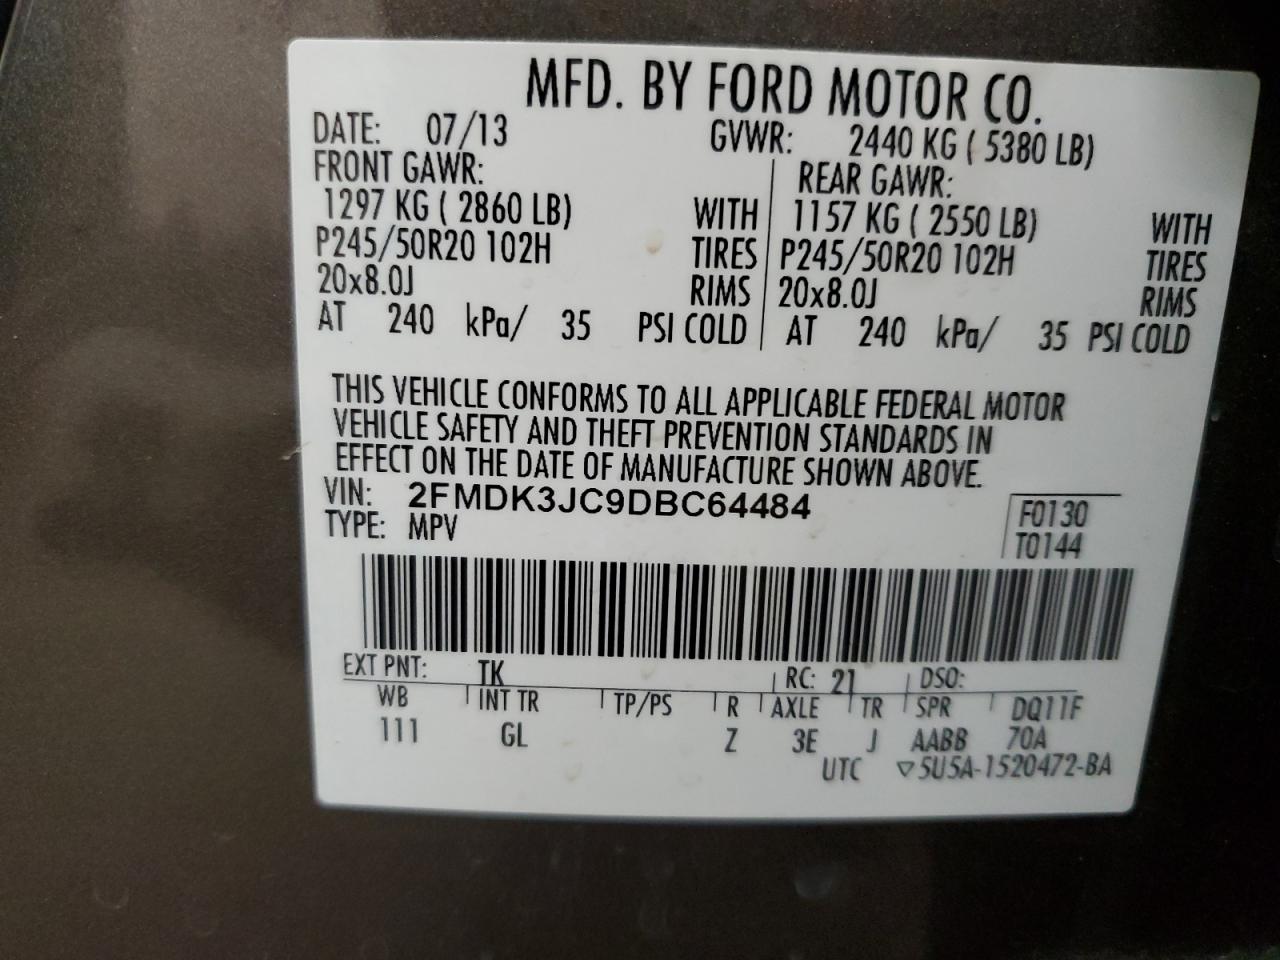 MFD. BY FORD MOTOR CO.
DATE: 07/13 GVWR: 2440 KG ( 5380 LB)
FRONT GAWR: REAR GAWR:
1297 KG ( 2860 LB) WITH 1157 KG ( 2550 LB) WITH
P245/50R20 102H TIRES P245/50R20 102H TIRES
20x8.0J RIMS 20x8.0J RIMS
AT 240 kPa/ 35 PSI COLD AT 240 kPa/ 35 PSI COLD
THIS VEHICLE CONFORMS TO ALL APPLICABLE FEDERAL MOTOR
VEHICLE SAFETY AND THEFT PREVENTION STANDARDS IN
EFFECT ON THE DATE OF MANUFACTURE SHOWN ABOVE.
VIN: 2FMDK3JC9DBC64484 F0130
TYPE: MPV T0144
EXT PNT: TK RC: 21 DSO:
WB INT TR TP/PS R AXLE TR SPR DQ11F
111 GL Z 3E J AABB 70A
UTC ▽5U5A-1520472-BA